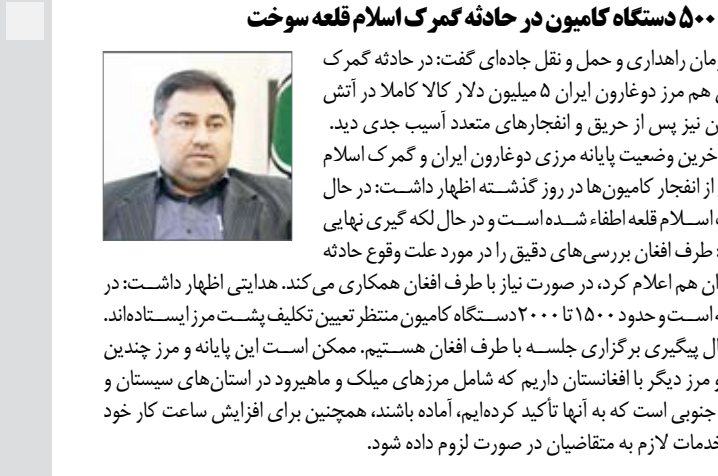 ۵۰۰ دستگاه کامیون در حادثه گمرک اسلام قلعه سوخت
راهداری و حمل و نقل جاده‌ای گفت: در حادثه گمرک
هم مرز دوغارون ایران ۵ میلیون دلار کالا کاملا در آتش
نیز پس از حریق و انفجارهای متعدد آسیب جدی دید.
وضعیت پایانه مرزی دوغارون ایران و گمرک اسلام
از انفجار کامیون‌ها در روز گذشته اظهار داشت: در حال
اسلام قلعه اطفاء شده است و در حال لکه گیری نهایی
طرف افغان بررسی‌های دقیق را در مورد علت وقوع حادثه
هم اعلام کرد، در صورت نیاز با طرف افغان همکاری می‌کند. هدایتی اظهار داشت: در
است و حدود ۱۵۰۰ تا ۲۰۰۰ دستگاه کامیون منتظر تعیین تکلیف پشت مرز ایستاده‌اند.
پیگیری برگزاری جلسه با طرف افغان هستیم. ممکن است این پایانه و مرز چندین
مرز دیگر با افغانستان داریم که شامل مرزهای میلک و ماهیرود در استان‌های سیستان و
جنوبی است که به آنها تأکید کرده‌ایم، آماده باشند، همچنین برای افزایش ساعت کار خود
خدمات لازم به متقاضیان در صورت لزوم داده شود.